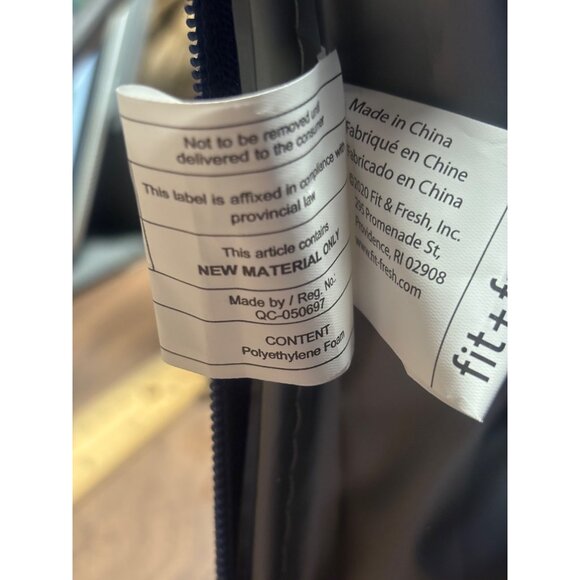 Not to be removed until
delivered to the consumer
This label is affixed in compliance with
provincial law
This article contains
NEW MATERIAL ONLY
Made by / Reg. No.:
QC-050697
CONTENT
Polyethylene Foam
Made in China
Fabriqué en Chine
Fabricado en China
©2020 Fit & Fresh, Inc.
295 Promenade St,
Providence, RI 02908
www.fit-fresh.com
fit+f